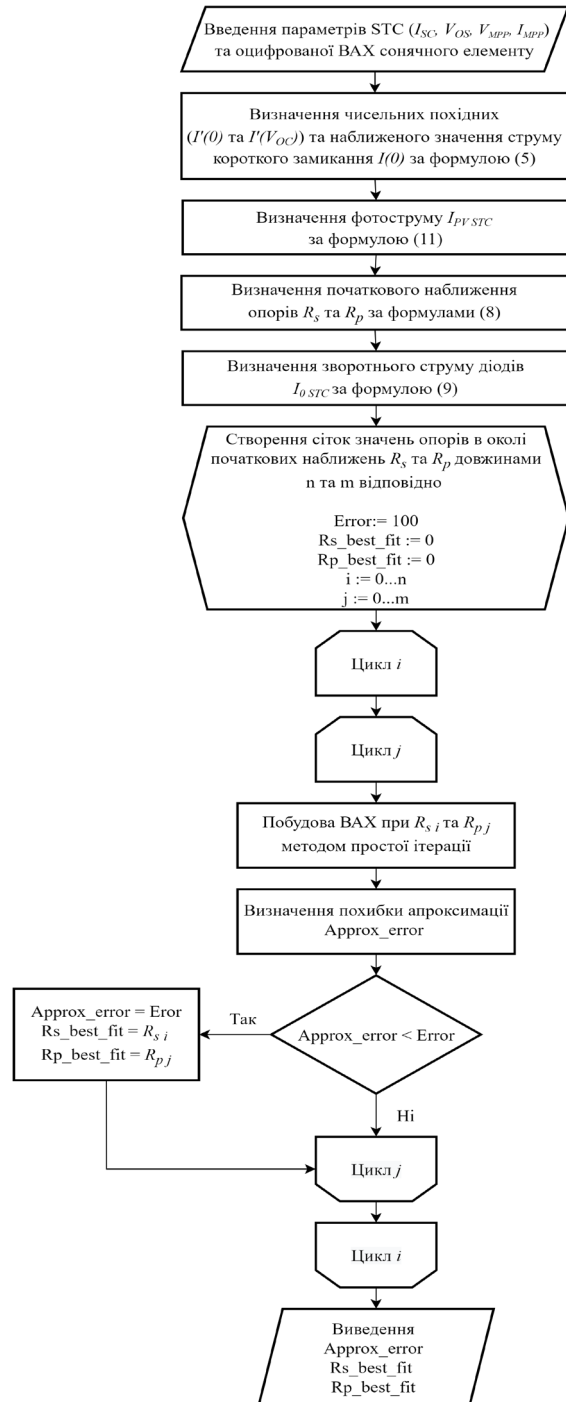 Введення параметрів STC (I_SC, V_OS, V_MPP, I_MPP)
та оцифрованої ВАХ сонячного елементу
Визначення чисельних похідних
(I'(0) та I'(V_OC)) та наближеного значення струму
короткого замикання I(0) за формулою (5)
Визначення фотоструму I_PV STC
за формулою (11)
Визначення початкового наближення
опорів R_s та R_p за формулами (8)
Визначення зворотнього струму діодів
I_0 STC за формулою (9)
Створення сіток значень опорів в околі
початкових наближень R_s та R_p довжинами
n та m відповідно
Error:= 100
Rs_best_fit := 0
Rp_best_fit := 0
i := 0...n
j := 0...m
Цикл i
Цикл j
Побудова ВАХ при R_s i та R_p j
методом простої ітерації
Визначення похибки апроксимації
Approx_error
Approx_error < Error
Так
Approx_error = Eror
Rs_best_fit = R_s i
Rp_best_fit = R_p j
Ні
Цикл j
Цикл i
Виведення
Approx_error
Rs_best_fit
Rp_best_fit